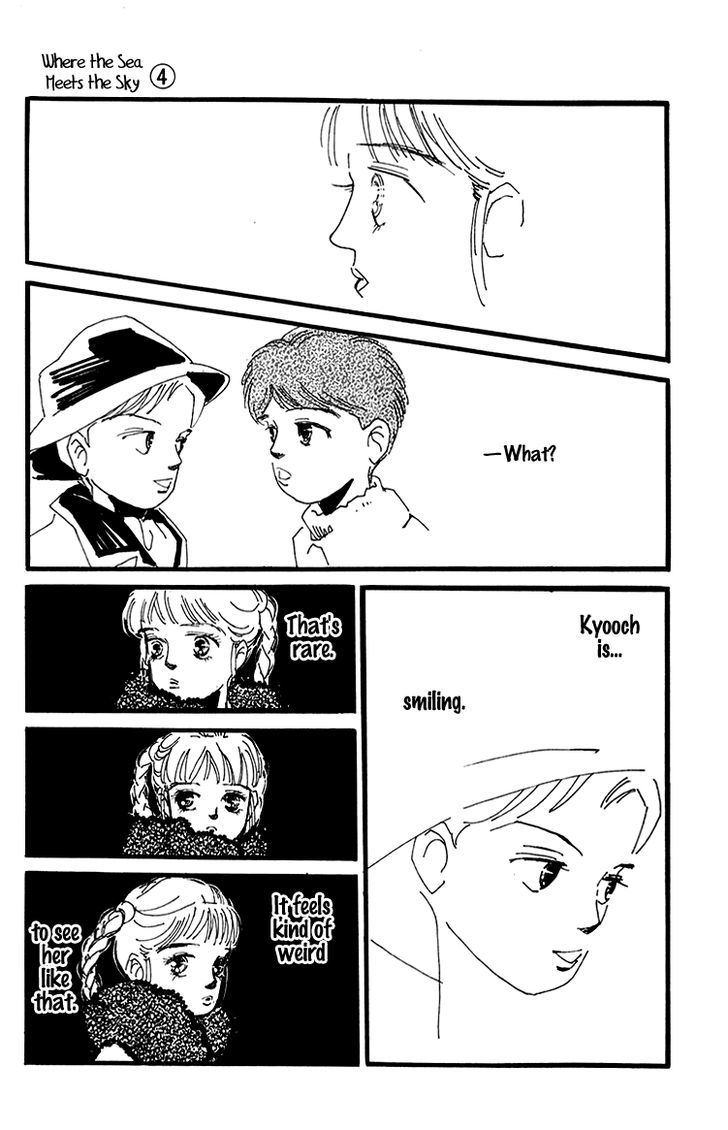 Where the Sea
Meets the Sky ④
—What?
Kyooch
is...
smiling.
That's
rare.
It feels
kind of
weird
to see
her
like
that.